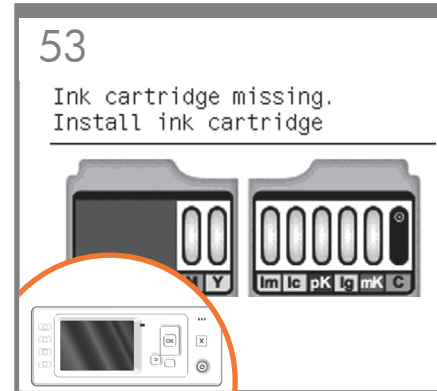 53
Ink cartridge missing.
Install ink cartridge
Y
lm lc pK lg mK C
OK
X